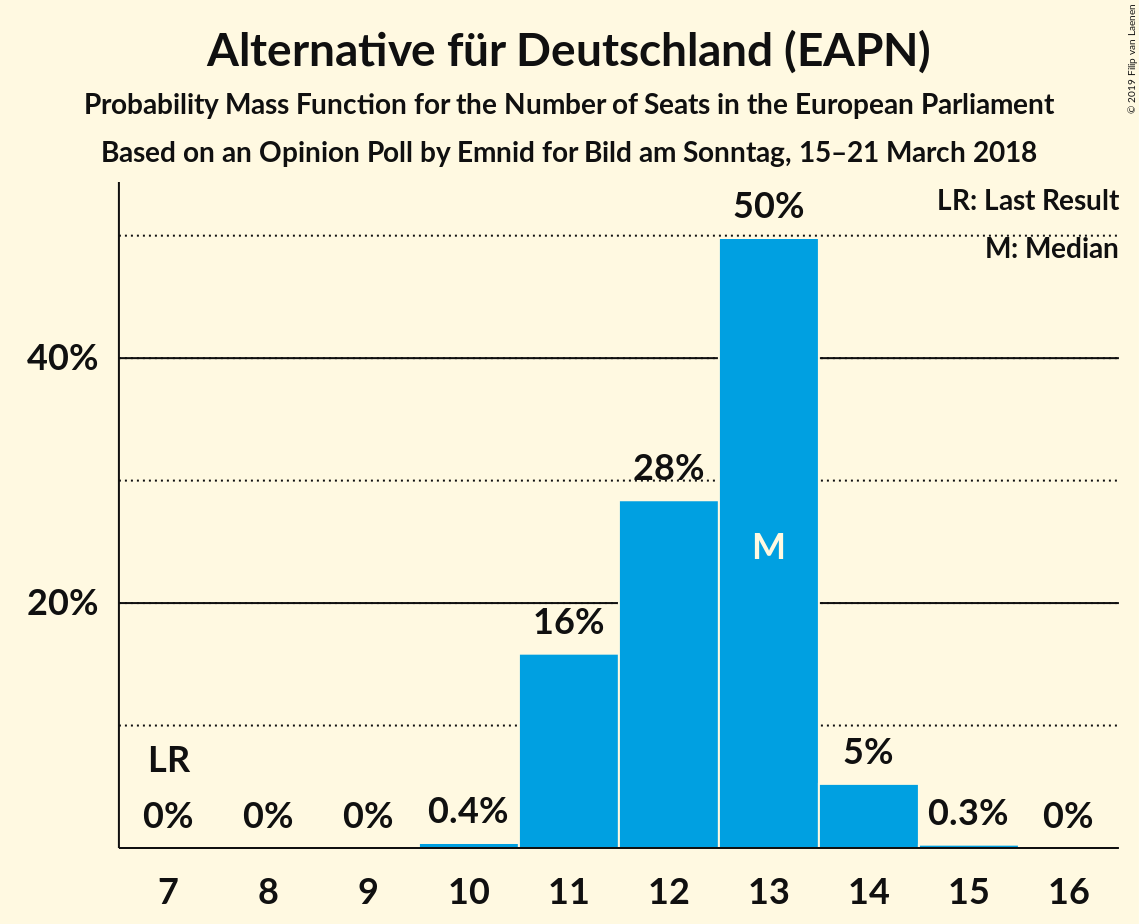 Alternative für Deutschland (EAPN)
Probability Mass Function for the Number of Seats in the European Parliament
Based on an Opinion Poll by Emnid for Bild am Sonntag, 15–21 March 2018
© 2019 Filip van Laenen
LR: Last Result
M: Median
50%
40%
28%
M
20%
16%
LR
5%
0% 0% 0% 0.4% 0.3% 0%
7 8 9 10 11 12 13 14 15 16